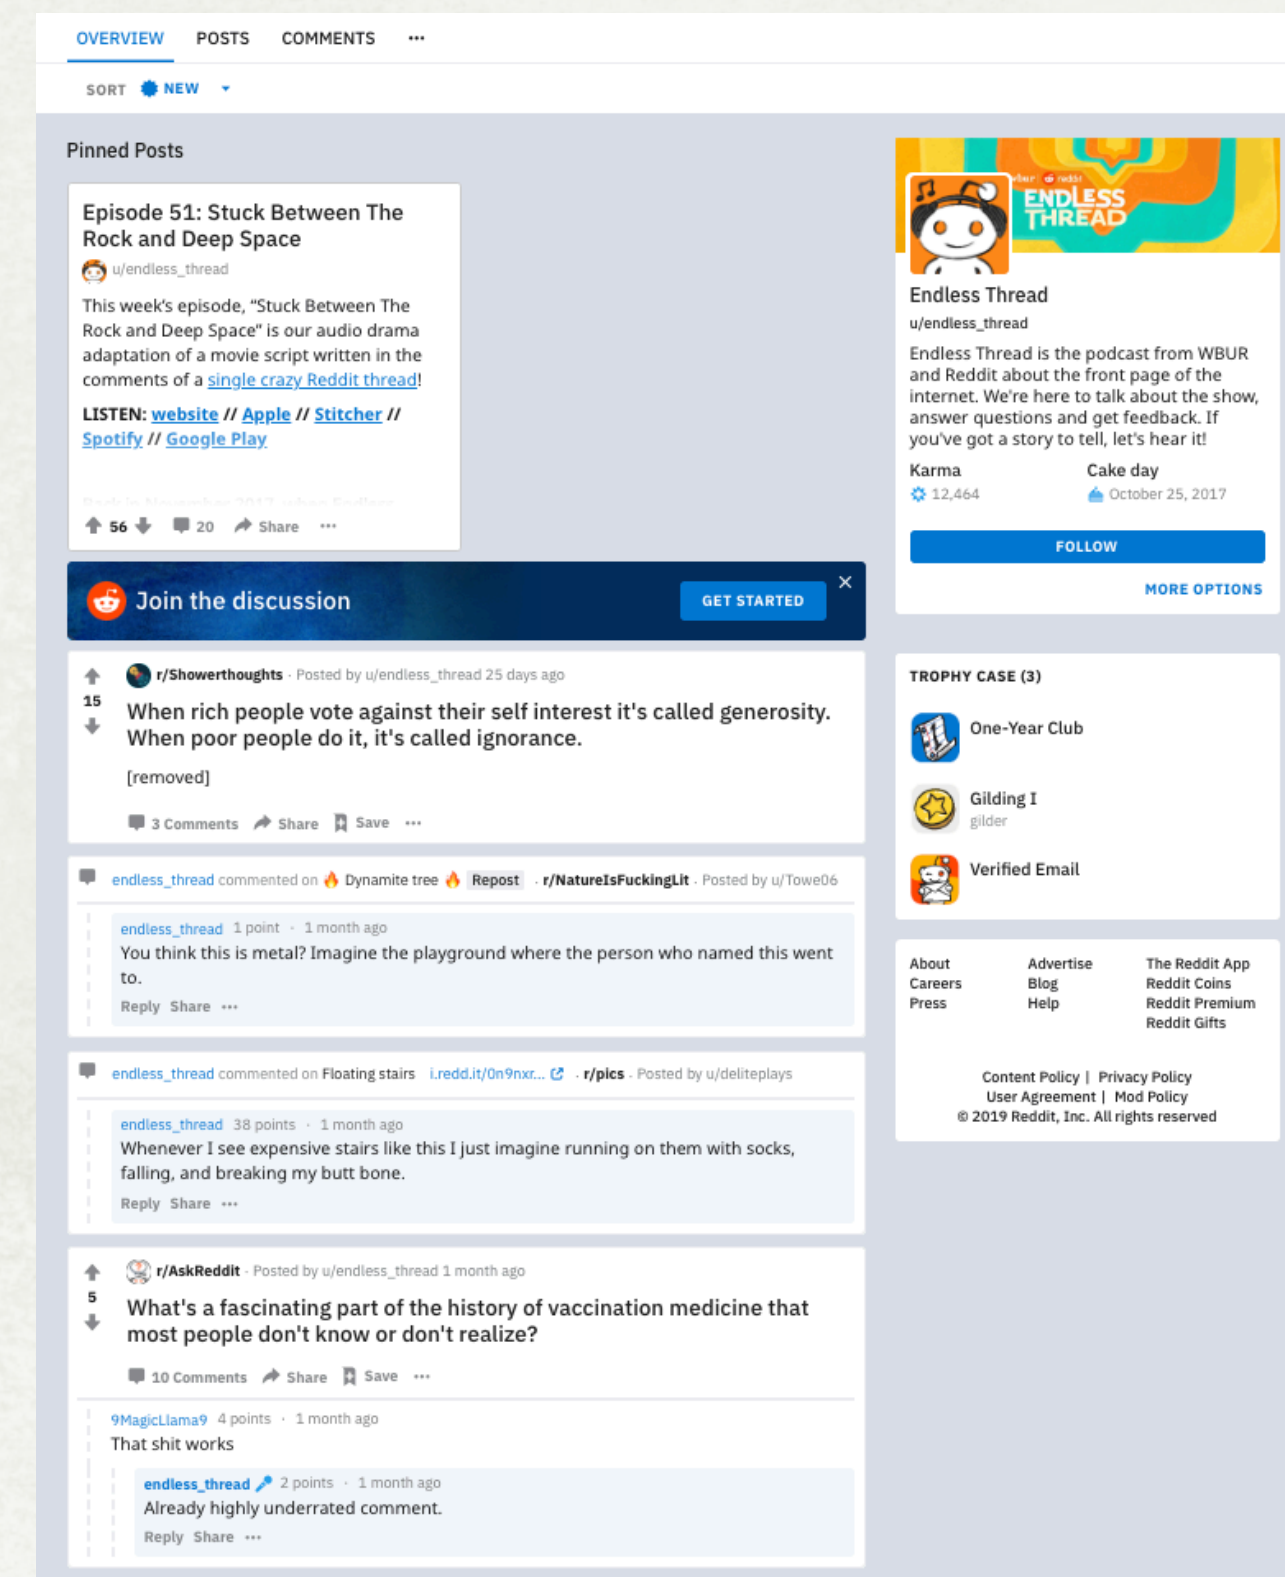 OVERVIEW POSTS COMMENTS
SORT NEW
Pinned Posts
Episode 51: Stuck Between The
Rock and Deep Space
u/endless_thread
This week's episode, “Stuck Between The
Rock and Deep Space” is our audio drama
adaptation of a movie script written in the
comments of a single crazy Reddit thread!
LISTEN: website // Apple // Stitcher //
Spotify // Google Play
Back in November 2017, when Endless
56 20 Share
Join the discussion GET STARTED
r/Showerthoughts · Posted by u/endless_thread 25 days ago
15
When rich people vote against their self interest it's called generosity.
When poor people do it, it's called ignorance.
[removed]
3 Comments Share Save
endless_thread commented on 🔥 Dynamite tree 🔥 Repost · r/NatureIsFuckingLit · Posted by u/Towe06
endless_thread 1 point · 1 month ago
You think this is metal? Imagine the playground where the person who named this went
to.
Reply Share
endless_thread commented on Floating stairs i.redd.it/0n9nxr... · r/pics · Posted by u/deliteplays
endless_thread 38 points · 1 month ago
Whenever I see expensive stairs like this I just imagine running on them with socks,
falling, and breaking my butt bone.
Reply Share
r/AskReddit · Posted by u/endless_thread 1 month ago
5
What's a fascinating part of the history of vaccination medicine that
most people don't know or don't realize?
10 Comments Share Save
9MagicLlama9 4 points · 1 month ago
That shit works
endless_thread 2 points · 1 month ago
Already highly underrated comment.
Reply Share
wbur reddit
ENDLESS
THREAD
Endless Thread
u/endless_thread
Endless Thread is the podcast from WBUR
and Reddit about the front page of the
internet. We're here to talk about the show,
answer questions and get feedback. If
you've got a story to tell, let's hear it!
Karma Cake day
12,464 October 25, 2017
FOLLOW
MORE OPTIONS
TROPHY CASE (3)
One-Year Club
Gilding I
gilder
Verified Email
About Advertise The Reddit App
Careers Blog Reddit Coins
Press Help Reddit Premium
Reddit Gifts
Content Policy | Privacy Policy
User Agreement | Mod Policy
© 2019 Reddit, Inc. All rights reserved